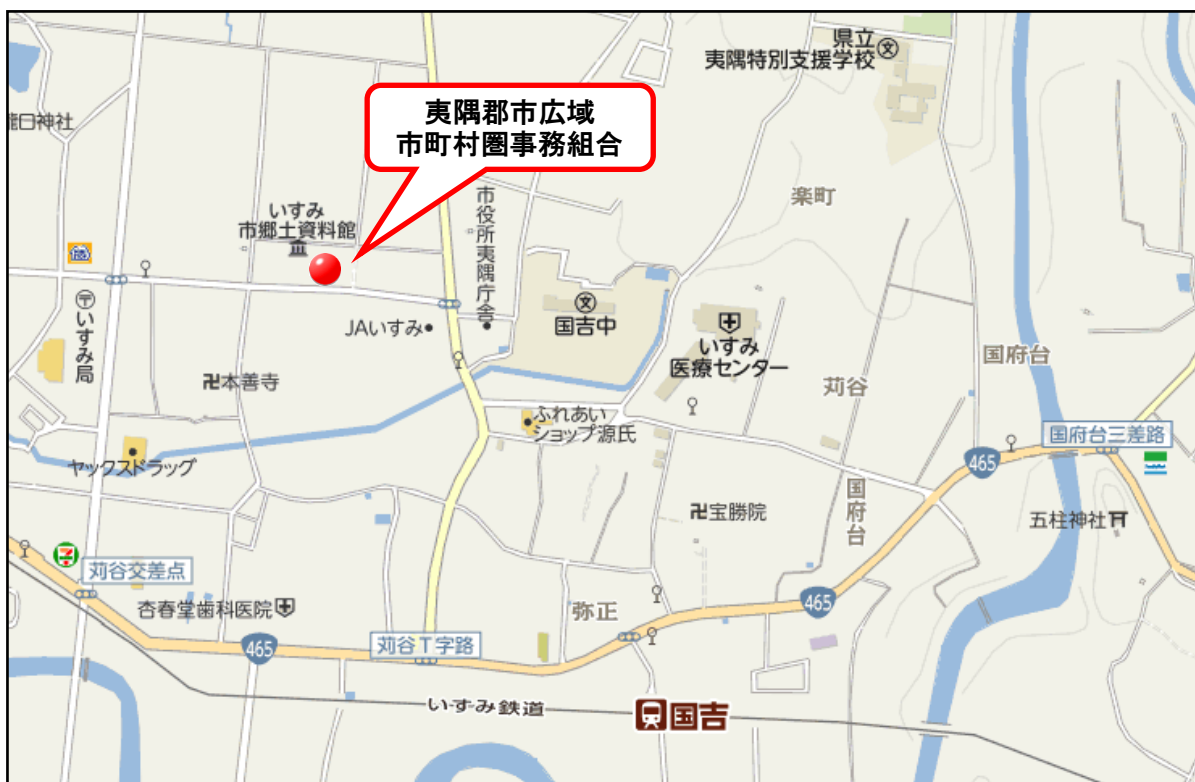 県立
夷隅特別支援学校
夷隅郡市広域
市町村圏事務組合
神社
楽町
いすみ
市郷土資料館
市役所夷隅庁舎
〒いすみ局
JAいすみ
国吉中
いすみ
医療センター
国府台
苅谷
卍本善寺
ふれあい
ショップ源氏
国府台三差路
ヤックスドラッグ
465
国府台
卍宝勝院
五柱神社
苅谷交差点
465
杏春堂歯科医院
弥正
苅谷T字路
465
いすみ鉄道
国吉